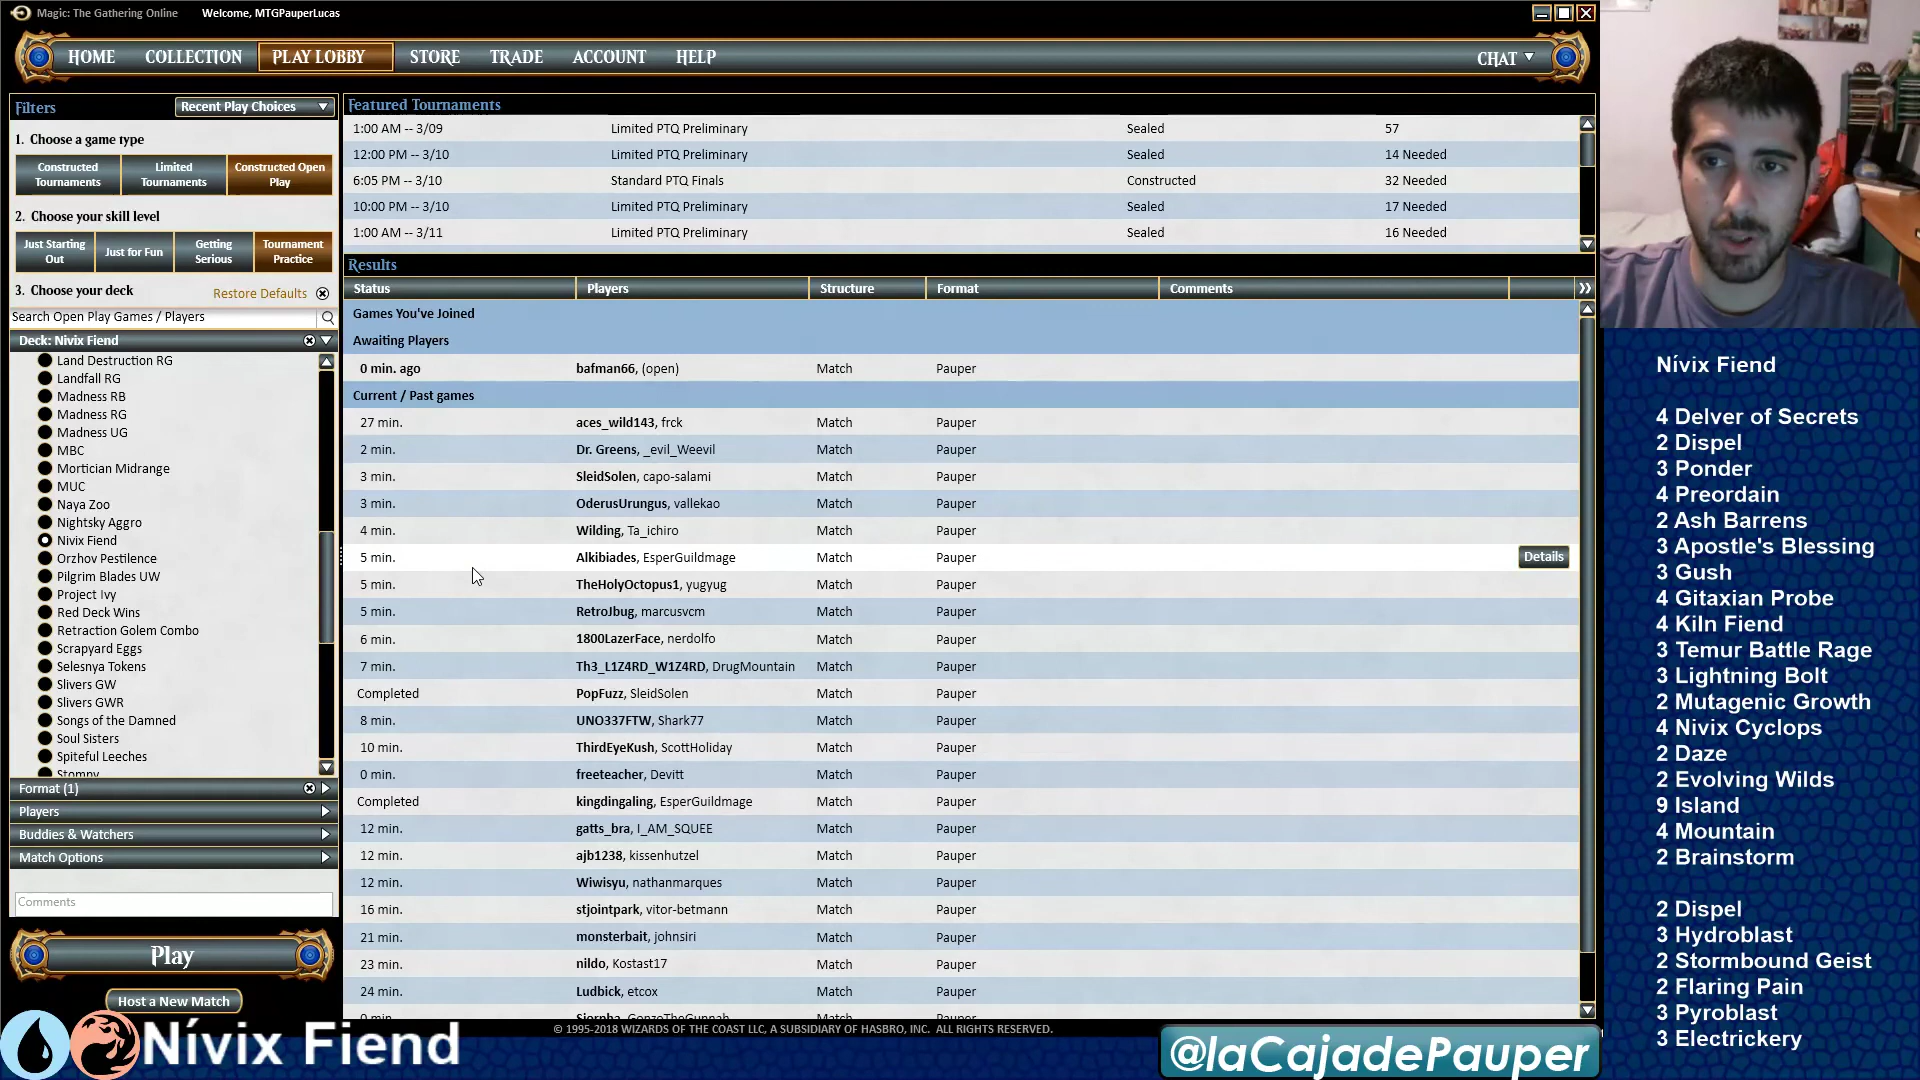 Magic: The Gathering Online Welcome, MTGPauperLucas
HOME COLLECTION PLAY LOBBY STORE TRADE ACCOUNT HELP CHAT
Filters Recent Play Choices
1. Choose a game type
Constructed Tournaments Limited Tournaments Constructed Open Play
2. Choose your skill level
Just Starting Out Just for Fun Getting Serious Tournament Practice
3. Choose your deck Restore Defaults
Search Open Play Games / Players
Deck: Nivix Fiend
Land Destruction RG
Landfall RG
Madness RB
Madness RG
Madness UG
MBC
Mortician Midrange
MUC
Naya Zoo
Nightsky Aggro
Nivix Fiend
Orzhov Pestilence
Pilgrim Blades UW
Project Ivy
Red Deck Wins
Retraction Golem Combo
Scrapyard Eggs
Selesnya Tokens
Slivers GW
Slivers GWR
Songs of the Damned
Soul Sisters
Spiteful Leeches
Stompy
Format (1)
Players
Buddies & Watchers
Match Options
Comments
Play
Host a New Match
Featured Tournaments
1:00 AM -- 3/09 Limited PTQ Preliminary Sealed 57
12:00 PM -- 3/10 Limited PTQ Preliminary Sealed 14 Needed
6:05 PM -- 3/10 Standard PTQ Finals Constructed 32 Needed
10:00 PM -- 3/10 Limited PTQ Preliminary Sealed 17 Needed
1:00 AM -- 3/11 Limited PTQ Preliminary Sealed 16 Needed
Results
Status Players Structure Format Comments
Games You've Joined
Awaiting Players
0 min. ago bafman66, (open) Match Pauper
Current / Past games
27 min. aces_wild143, frck Match Pauper
2 min. Dr. Greens, _evil_Weevil Match Pauper
3 min. SleidSolen, capo-salami Match Pauper
3 min. OderusUrungus, vallekao Match Pauper
4 min. Wilding, Ta_ichiro Match Pauper
5 min. Alkibiades, EsperGuildmage Match Pauper Details
5 min. TheHolyOctopus1, yugyug Match Pauper
5 min. RetroJbug, marcusvcm Match Pauper
6 min. 1800LazerFace, nerdolfo Match Pauper
7 min. Th3_L1Z4RD_W1Z4RD, DrugMountain Match Pauper
Completed PopFuzz, SleidSolen Match Pauper
8 min. UNO337FTW, Shark77 Match Pauper
10 min. ThirdEyeKush, ScottHoliday Match Pauper
0 min. freeteacher, Devitt Match Pauper
Completed kingdingaling, EsperGuildmage Match Pauper
12 min. gatts_bra, I_AM_SQUEE Match Pauper
12 min. ajb1238, kissenhutzel Match Pauper
12 min. Wiwisyu, nathanmarques Match Pauper
16 min. stjointpark, vitor-betmann Match Pauper
21 min. monsterbait, johnsiri Match Pauper
23 min. nildo, Kostast17 Match Pauper
24 min. Ludbick, etcox Match Pauper
© 1995-2018 WIZARDS OF THE COAST LLC, A SUBSIDIARY OF HASBRO, INC. ALL RIGHTS RESERVED.
Nívix Fiend
4 Delver of Secrets
2 Dispel
3 Ponder
4 Preordain
2 Ash Barrens
3 Apostle's Blessing
3 Gush
4 Gitaxian Probe
4 Kiln Fiend
3 Temur Battle Rage
3 Lightning Bolt
2 Mutagenic Growth
4 Nivix Cyclops
2 Daze
2 Evolving Wilds
9 Island
4 Mountain
2 Brainstorm
2 Dispel
3 Hydroblast
2 Stormbound Geist
2 Flaring Pain
3 Pyroblast
3 Electrickery
Nívix Fiend
@laCajadePauper